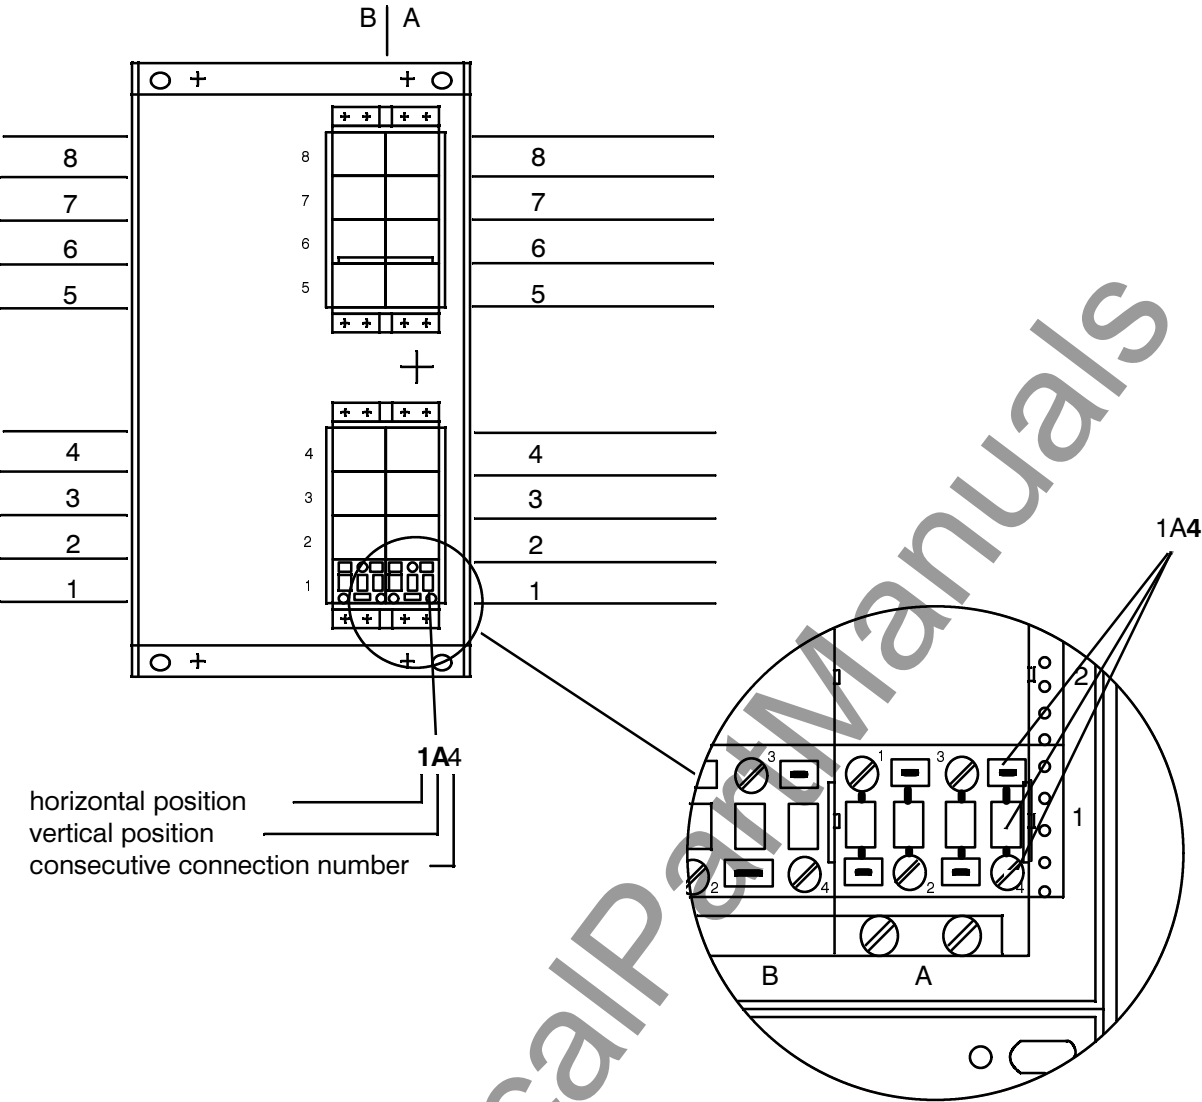 B A
8 8 8
7 7 7
6 6 6
5 5 5
4 4 4
3 3 3
2 2 2
1 1 1
1A4
horizontal position
vertical position
consecutive connection number
1A4
2
3 1 3
1
2 4 2 4
B A
calPartManuals